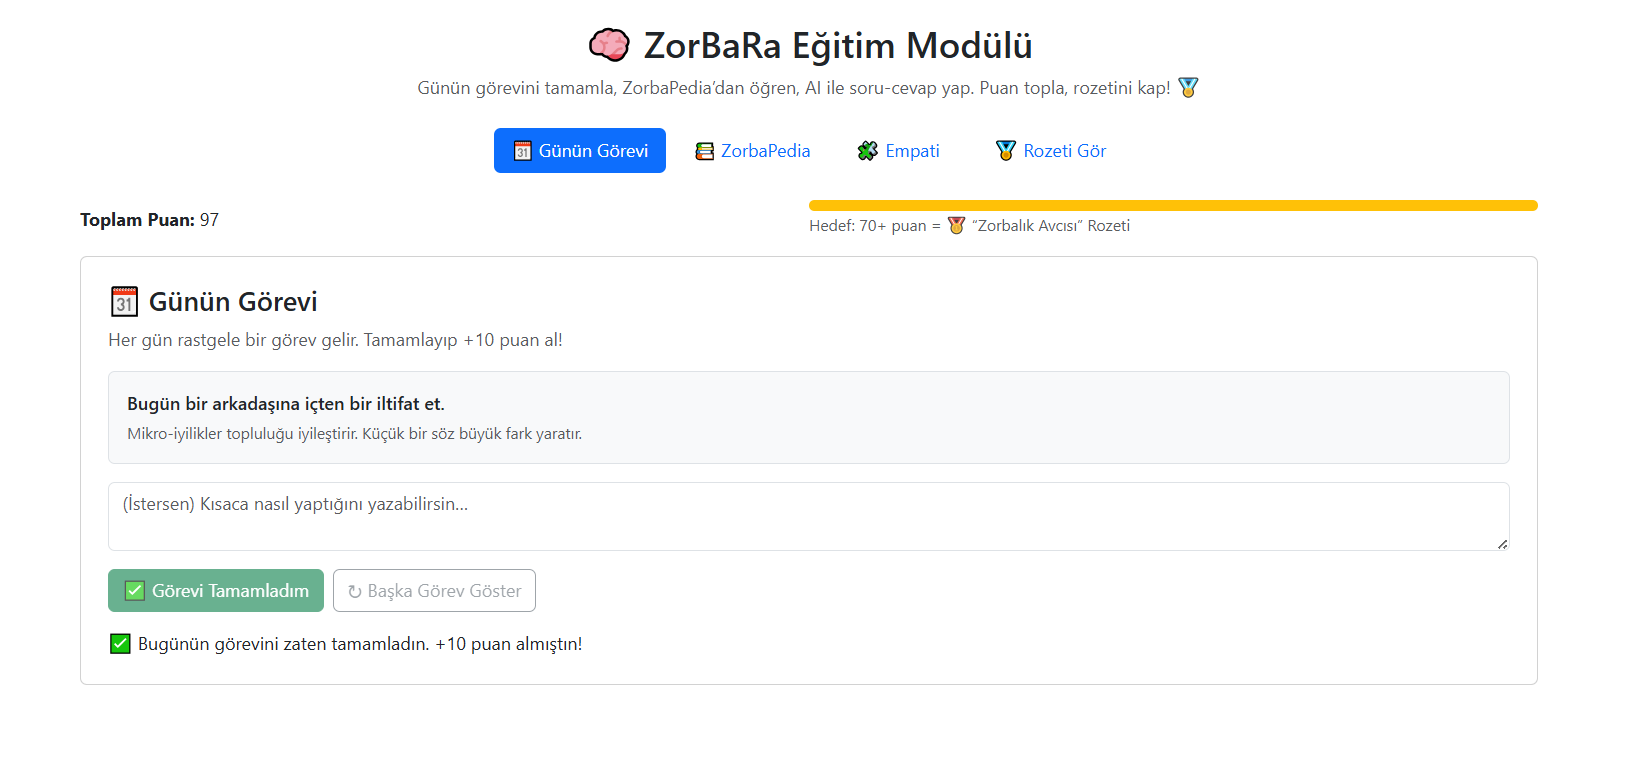 ZorBaRa Eğitim Modülü
Günün görevini tamamla, ZorbaPedia’dan öğren, AI ile soru-cevap yap. Puan topla, rozetini kap!
Günün Görevi
ZorbaPedia
Empati
Rozeti Gör
Toplam Puan: 97
Hedef: 70+ puan = “Zorbalık Avcısı” Rozeti
31 Günün Görevi
Her gün rastgele bir görev gelir. Tamamlayıp +10 puan al!
Bugün bir arkadaşına içten bir iltifat et.
Mikro-iyilikler topluluğu iyileştirir. Küçük bir söz büyük fark yaratır.
(İstersen) Kısaca nasıl yaptığını yazabilirsin...
Görevi Tamamladım
↻ Başka Görev Göster
Bugünün görevini zaten tamamladın. +10 puan almıştın!